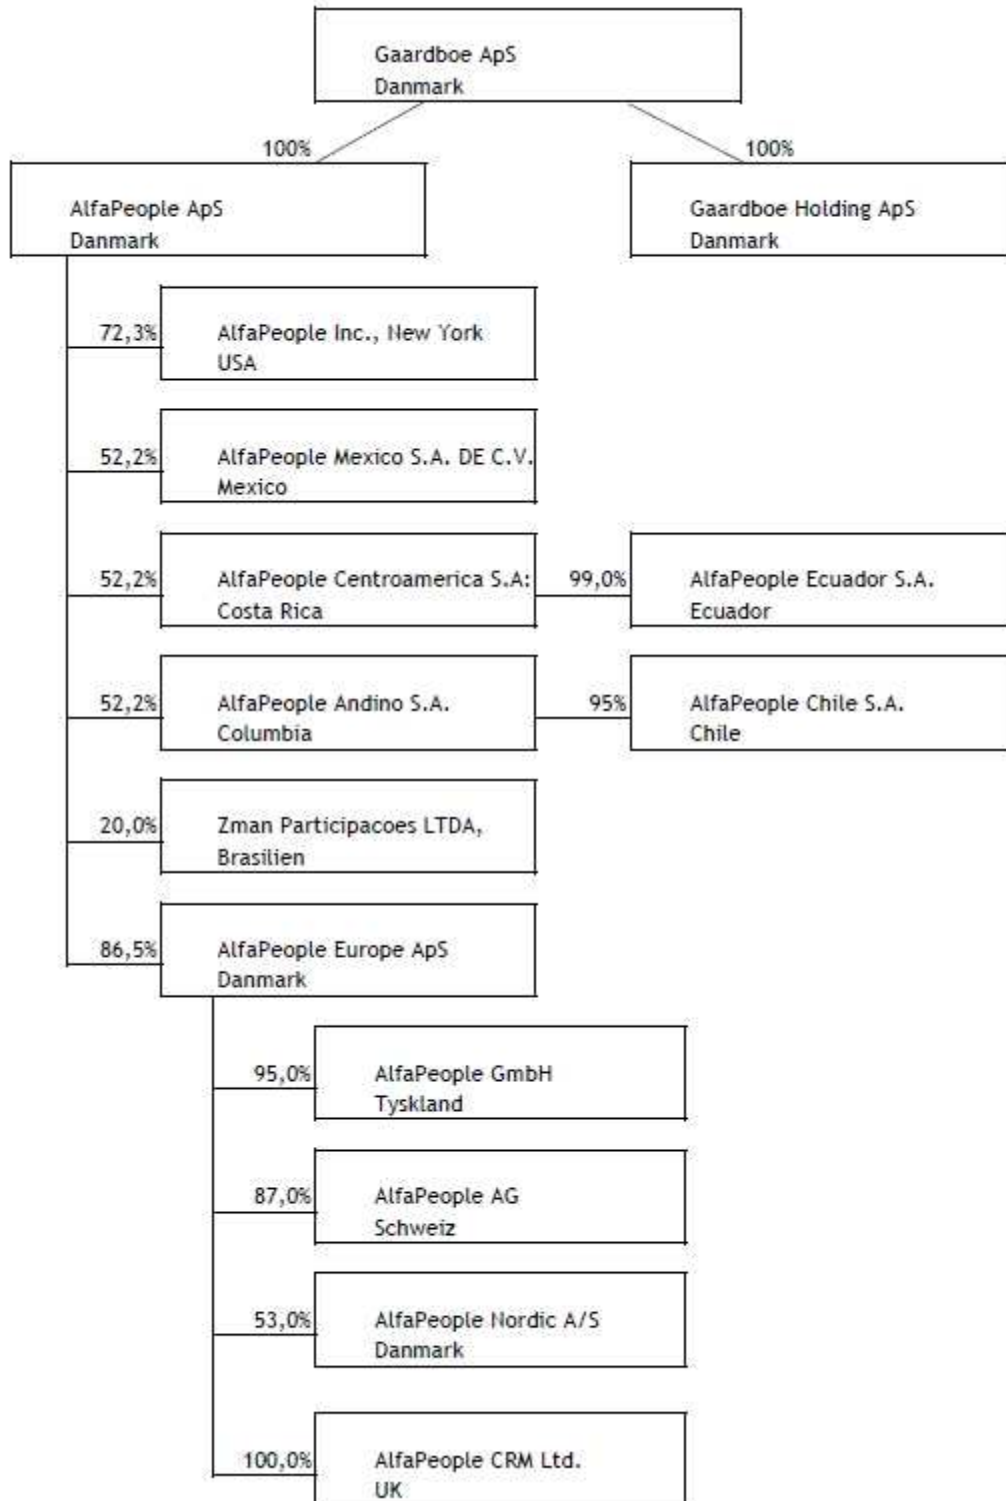 Gaardboe ApS
Danmark
100%
100%
AlfaPeople ApS
Danmark
Gaardboe Holding ApS
Danmark
72,3%
AlfaPeople Inc., New York
USA
52,2%
AlfaPeople Mexico S.A. DE C.V.
Mexico
52,2%
AlfaPeople Centroamerica S.A:
Costa Rica
99,0%
AlfaPeople Ecuador S.A.
Ecuador
52,2%
AlfaPeople Andino S.A.
Columbia
95%
AlfaPeople Chile S.A.
Chile
20,0%
Zman Participacoes LTDA,
Brasilien
86,5%
AlfaPeople Europe ApS
Danmark
95,0%
AlfaPeople GmbH
Tyskland
87,0%
AlfaPeople AG
Schweiz
53,0%
AlfaPeople Nordic A/S
Danmark
100,0%
AlfaPeople CRM Ltd.
UK